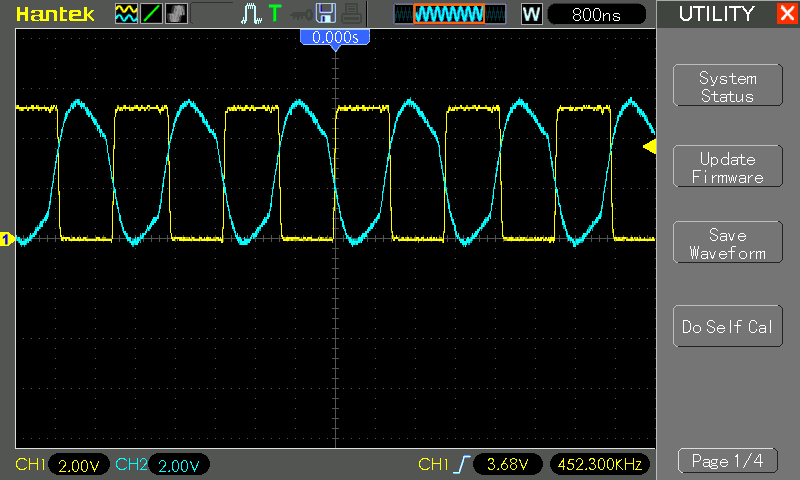 Hantek
T
W
800ns
UTILITY
X
0.000s
System
Status
Update
Firmware
1
Save
Waveform
Do Self Cal
CH1 2.00V CH2 2.00V CH1 3.68V 452.300KHz
Page 1/4